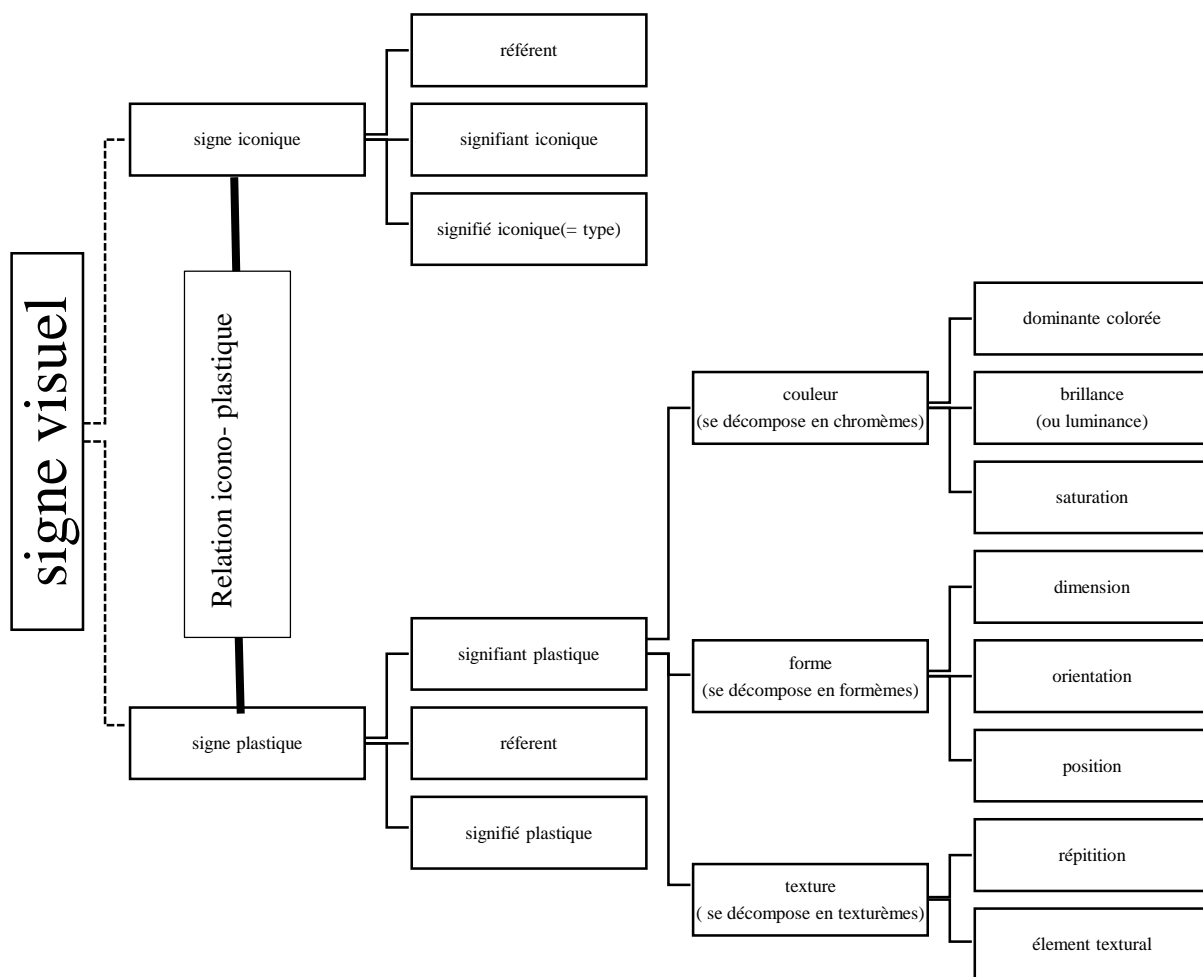 signe visuel
signe iconique
référent
signifiant iconique
signifié iconique(= type)
Relation icono- plastique
signe plastique
signifiant plastique
réferent
signifié plastique
couleur
(se décompose en chromèmes)
dominante colorée
brillance
(ou luminance)
saturation
forme
(se décompose en formèmes)
dimension
orientation
position
texture
( se décompose en texturèmes)
répitition
élement textural